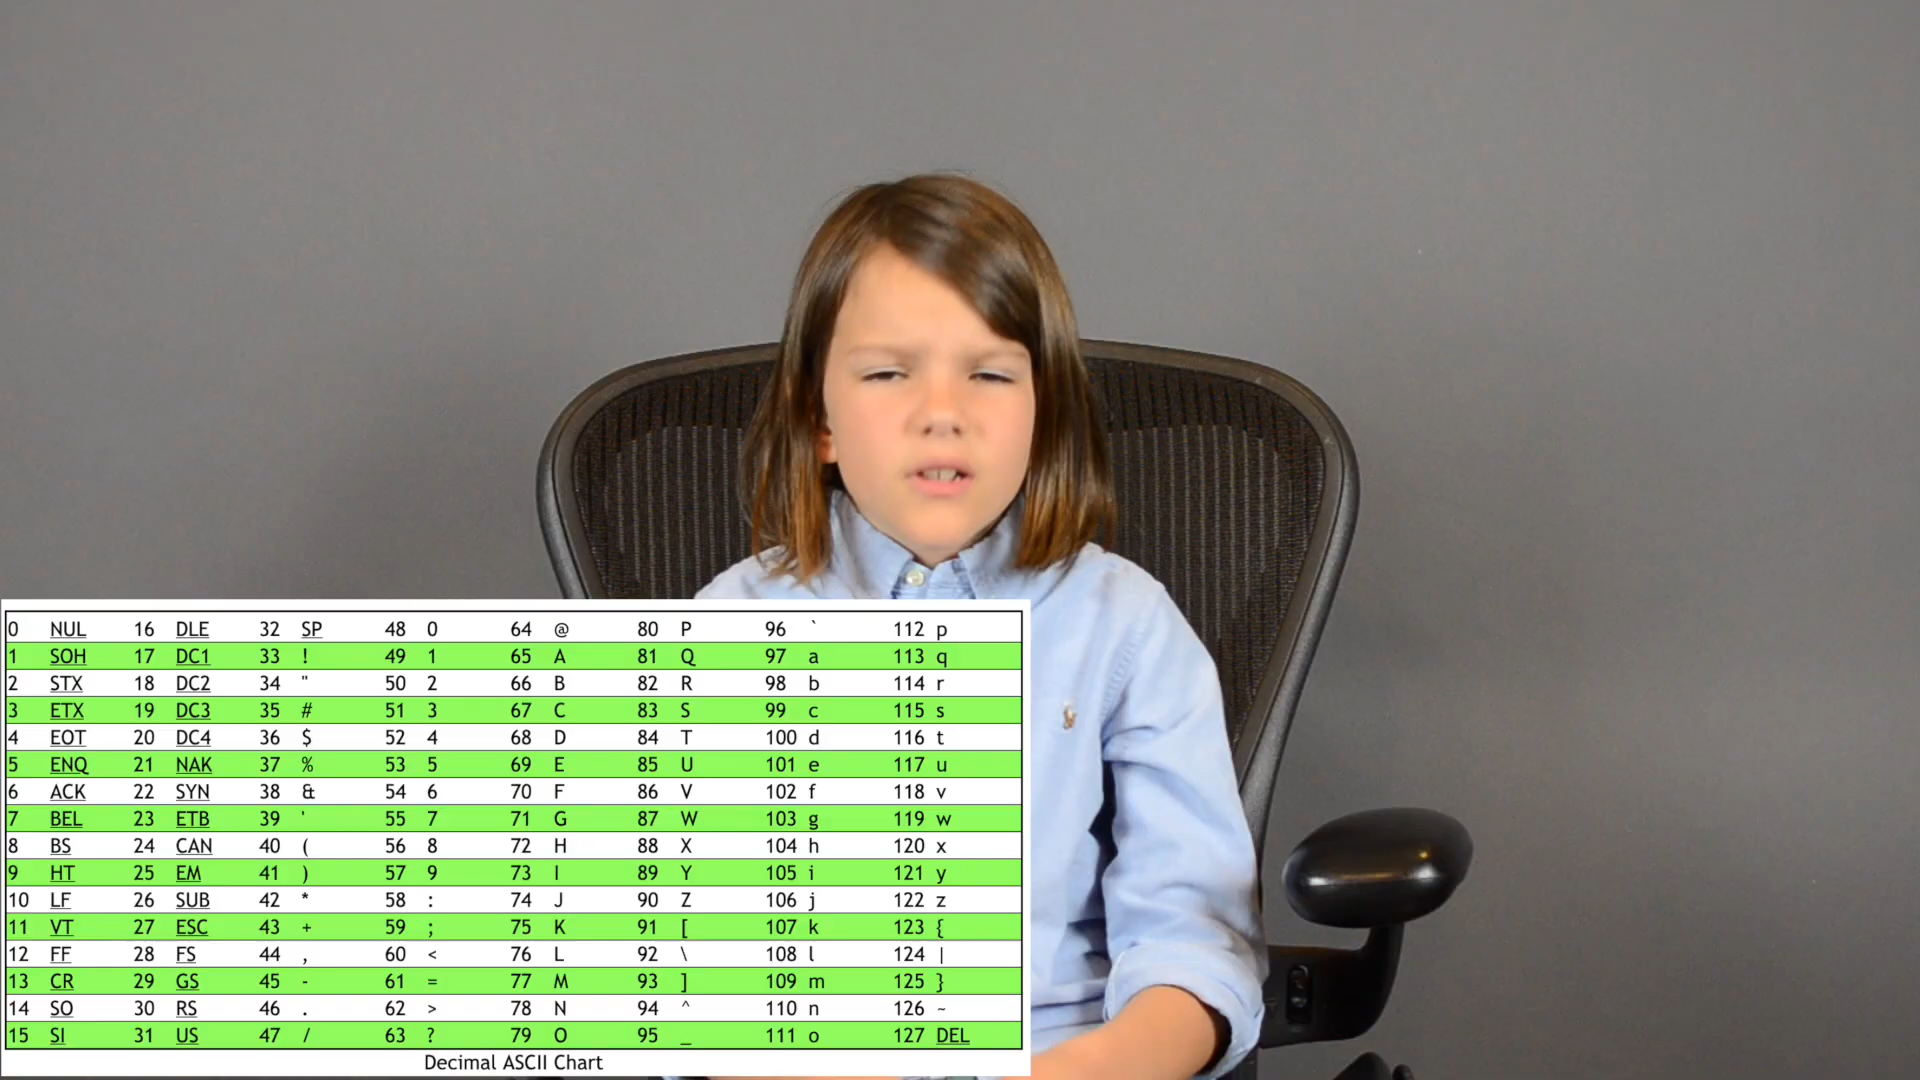 0 NUL 16 DLE 32 SP 48 0 64 @ 80 P 96 ` 112 p
1 SOH 17 DC1 33 ! 49 1 65 A 81 Q 97 a 113 q
2 STX 18 DC2 34 " 50 2 66 B 82 R 98 b 114 r
3 ETX 19 DC3 35 # 51 3 67 C 83 S 99 c 115 s
4 EOT 20 DC4 36 $ 52 4 68 D 84 T 100 d 116 t
5 ENQ 21 NAK 37 % 53 5 69 E 85 U 101 e 117 u
6 ACK 22 SYN 38 & 54 6 70 F 86 V 102 f 118 v
7 BEL 23 ETB 39 ' 55 7 71 G 87 W 103 g 119 w
8 BS 24 CAN 40 ( 56 8 72 H 88 X 104 h 120 x
9 HT 25 EM 41 ) 57 9 73 I 89 Y 105 i 121 y
10 LF 26 SUB 42 * 58 : 74 J 90 Z 106 j 122 z
11 VT 27 ESC 43 + 59 ; 75 K 91 [ 107 k 123 {
12 FF 28 FS 44 , 60 < 76 L 92 \ 108 l 124 |
13 CR 29 GS 45 - 61 = 77 M 93 ] 109 m 125 }
14 SO 30 RS 46 . 62 > 78 N 94 ^ 110 n 126 ~
15 SI 31 US 47 / 63 ? 79 O 95 _ 111 o 127 DEL
Decimal ASCII Chart